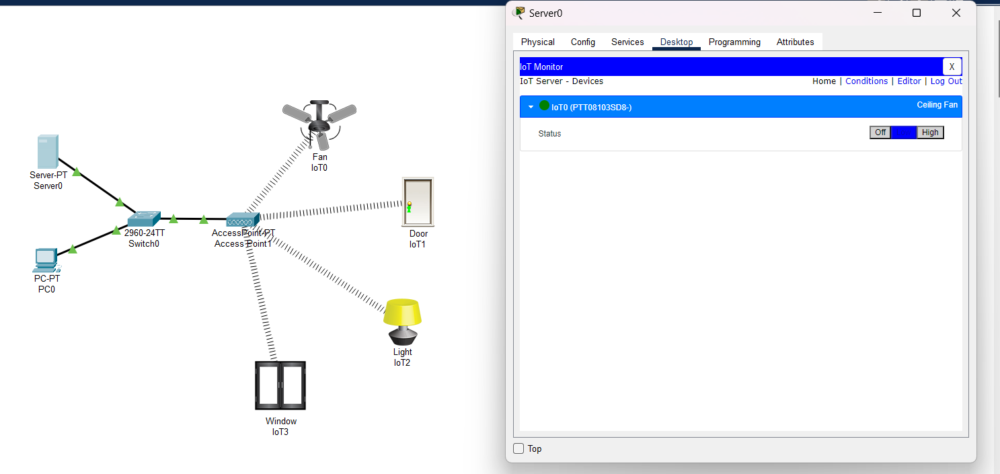 Server0
Physical Config Services Desktop Programming Attributes
IoT Monitor X
IoT Server - Devices Home | Conditions | Editor | Log Out
IoT0 (PTT08103SD8-) Ceiling Fan
Status Off High
Top
Fan
IoT0
Server-PT
Server0
Door
IoT1
2960-24TT
Switch0
AccessPoint-PT
Access Point1
PC-PT
PC0
Light
IoT2
Window
IoT3